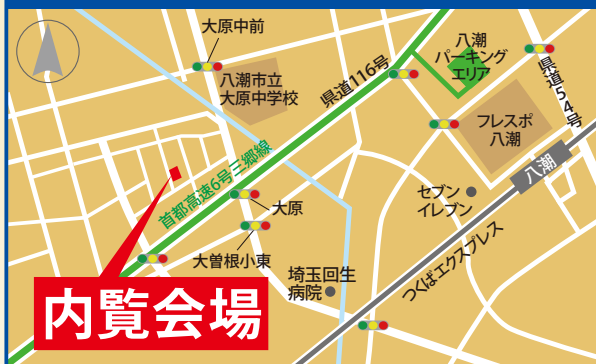 大原中前
八潮市立
大原中学校
県道116号
八潮
パーキング
エリア
県道54号
フレスポ
八潮
八潮
首都高速6号三郷線
セブン
イレブン
大原
大曽根小東
つくばエクスプレス
埼玉回生
病院
内覧会場